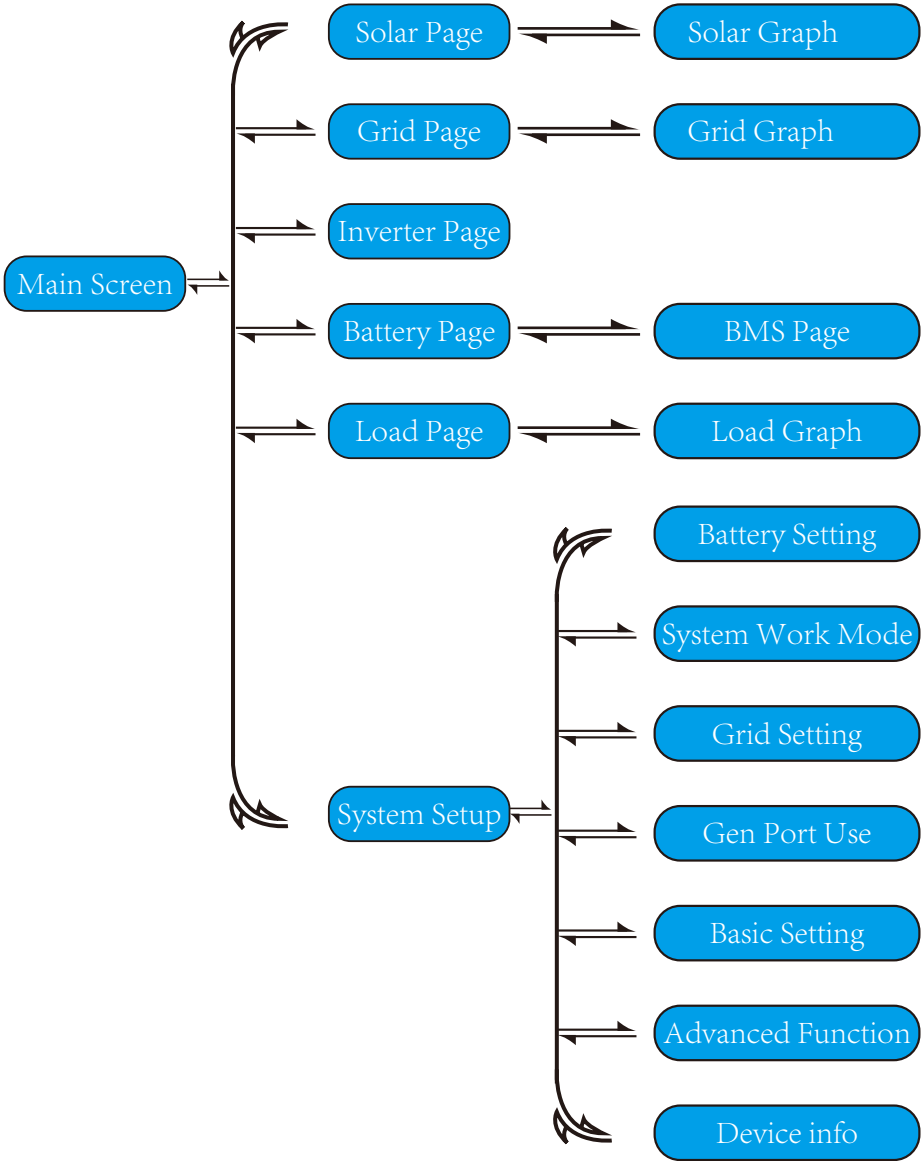 Solar Page
Solar Graph
Grid Page
Grid Graph
Inverter Page
Main Screen
Battery Page
BMS Page
Load Page
Load Graph
Battery Setting
System Work Mode
Grid Setting
System Setup
Gen Port Use
Basic Setting
Advanced Function
Device info